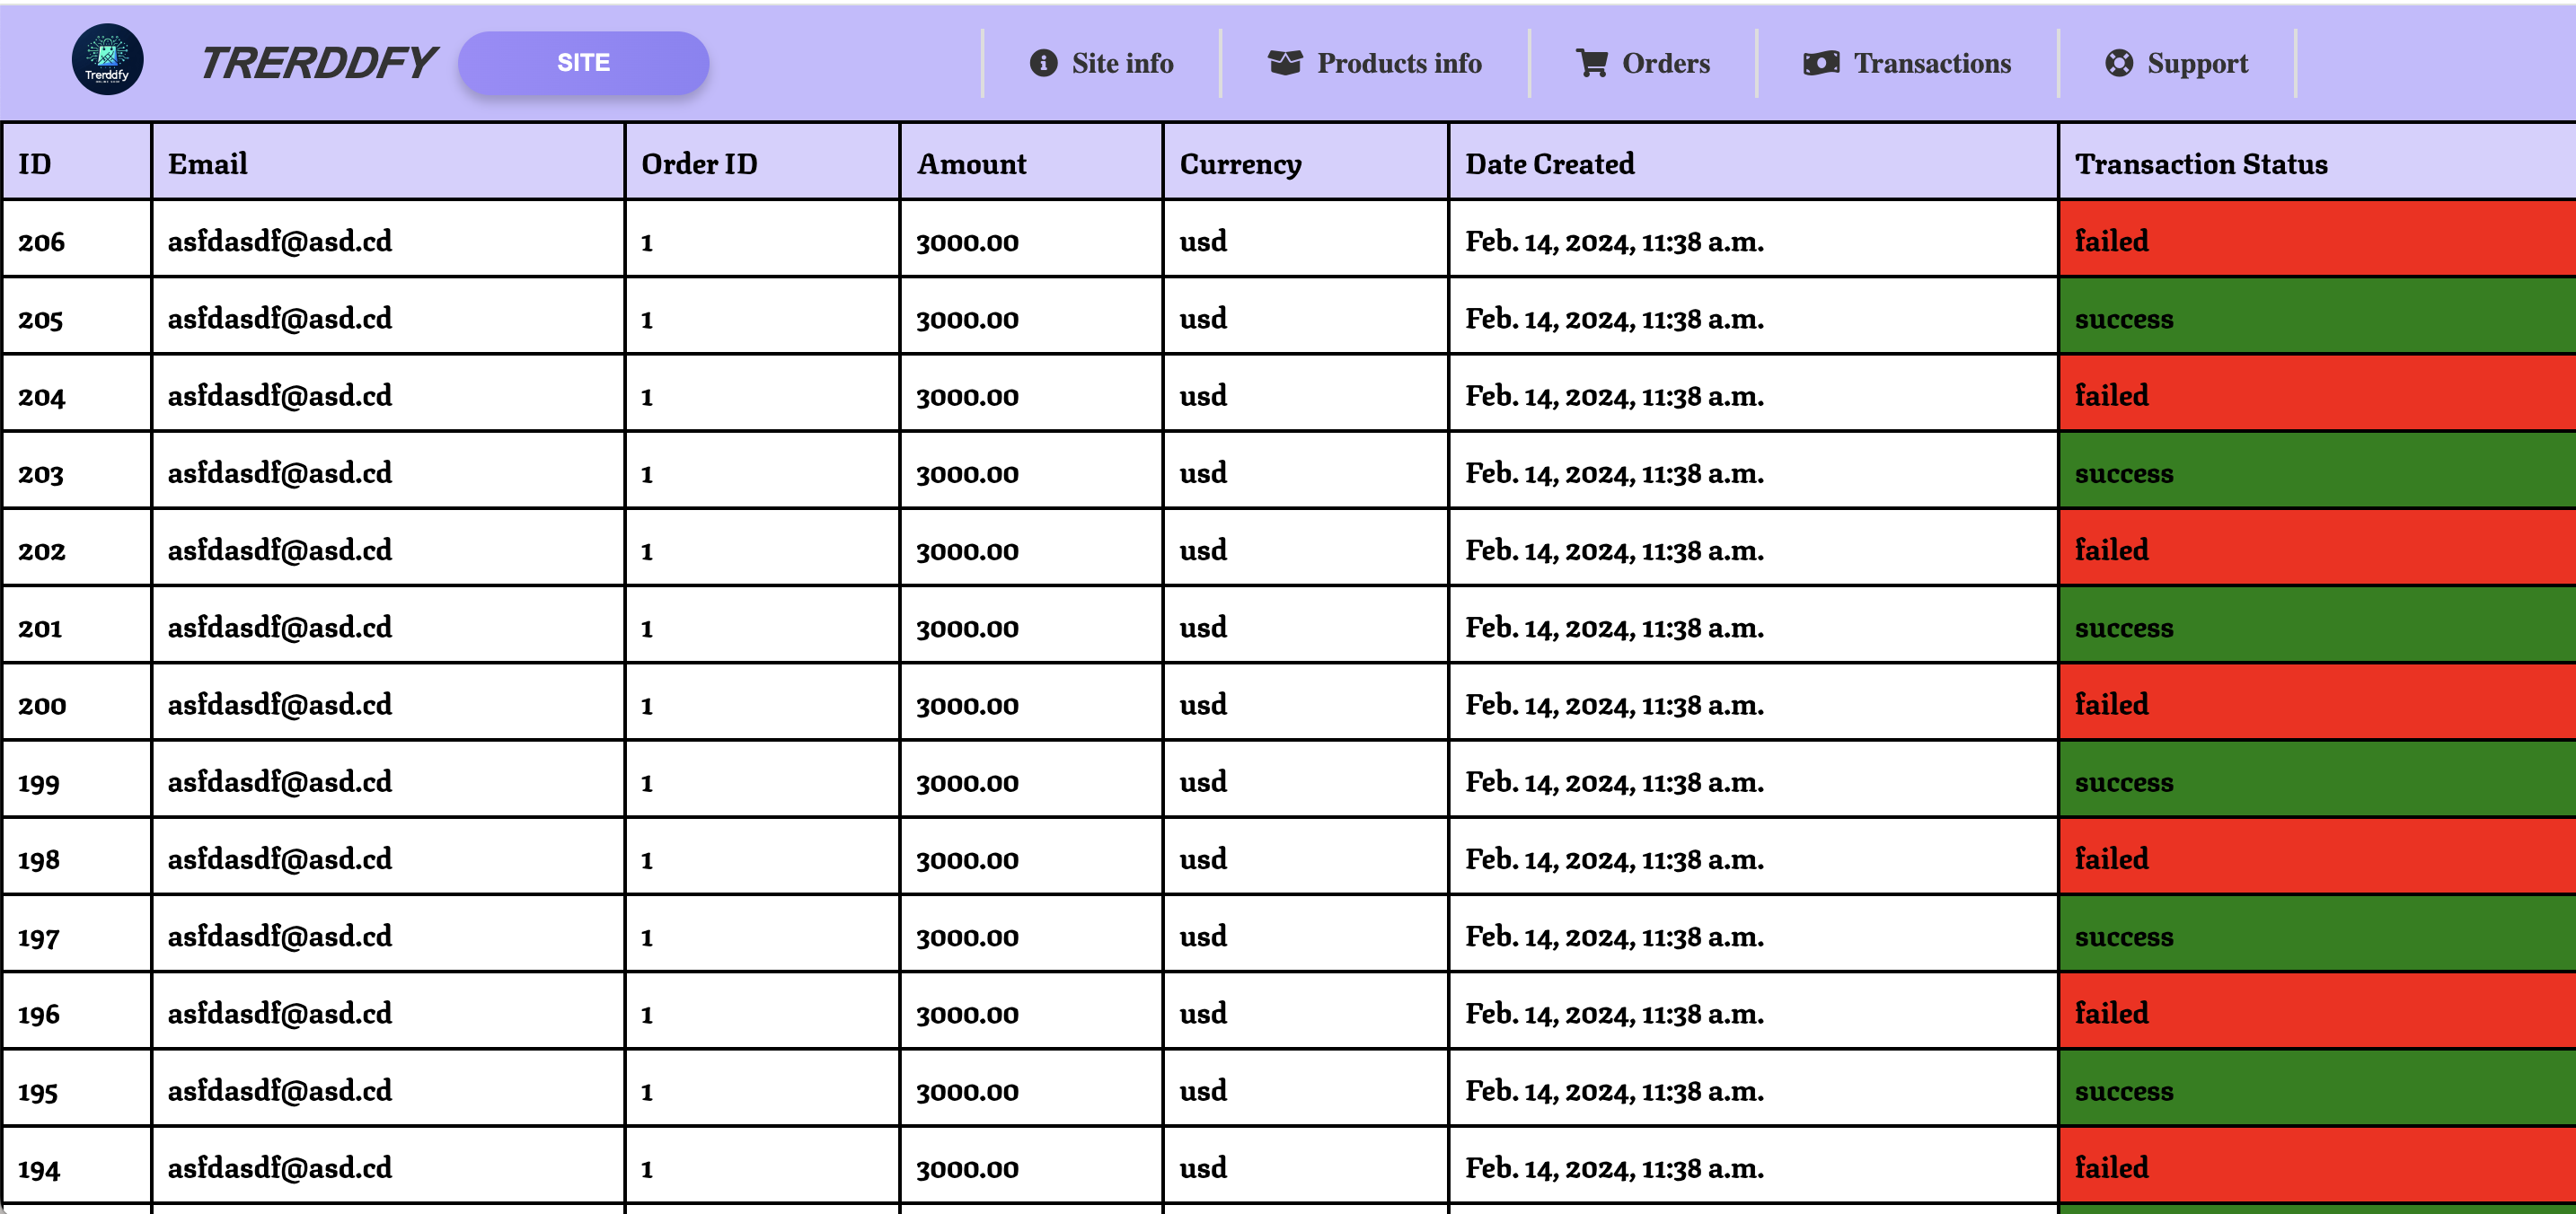 Trerddfy
TRERDDFY SITE Site info Products info Orders Transactions Support
ID Email Order ID Amount Currency Date Created Transaction Status
206 asfdasdf@asd.cd 1 3000.00 usd Feb. 14, 2024, 11:38 a.m. failed
205 asfdasdf@asd.cd 1 3000.00 usd Feb. 14, 2024, 11:38 a.m. success
204 asfdasdf@asd.cd 1 3000.00 usd Feb. 14, 2024, 11:38 a.m. failed
203 asfdasdf@asd.cd 1 3000.00 usd Feb. 14, 2024, 11:38 a.m. success
202 asfdasdf@asd.cd 1 3000.00 usd Feb. 14, 2024, 11:38 a.m. failed
201 asfdasdf@asd.cd 1 3000.00 usd Feb. 14, 2024, 11:38 a.m. success
200 asfdasdf@asd.cd 1 3000.00 usd Feb. 14, 2024, 11:38 a.m. failed
199 asfdasdf@asd.cd 1 3000.00 usd Feb. 14, 2024, 11:38 a.m. success
198 asfdasdf@asd.cd 1 3000.00 usd Feb. 14, 2024, 11:38 a.m. failed
197 asfdasdf@asd.cd 1 3000.00 usd Feb. 14, 2024, 11:38 a.m. success
196 asfdasdf@asd.cd 1 3000.00 usd Feb. 14, 2024, 11:38 a.m. failed
195 asfdasdf@asd.cd 1 3000.00 usd Feb. 14, 2024, 11:38 a.m. success
194 asfdasdf@asd.cd 1 3000.00 usd Feb. 14, 2024, 11:38 a.m. failed